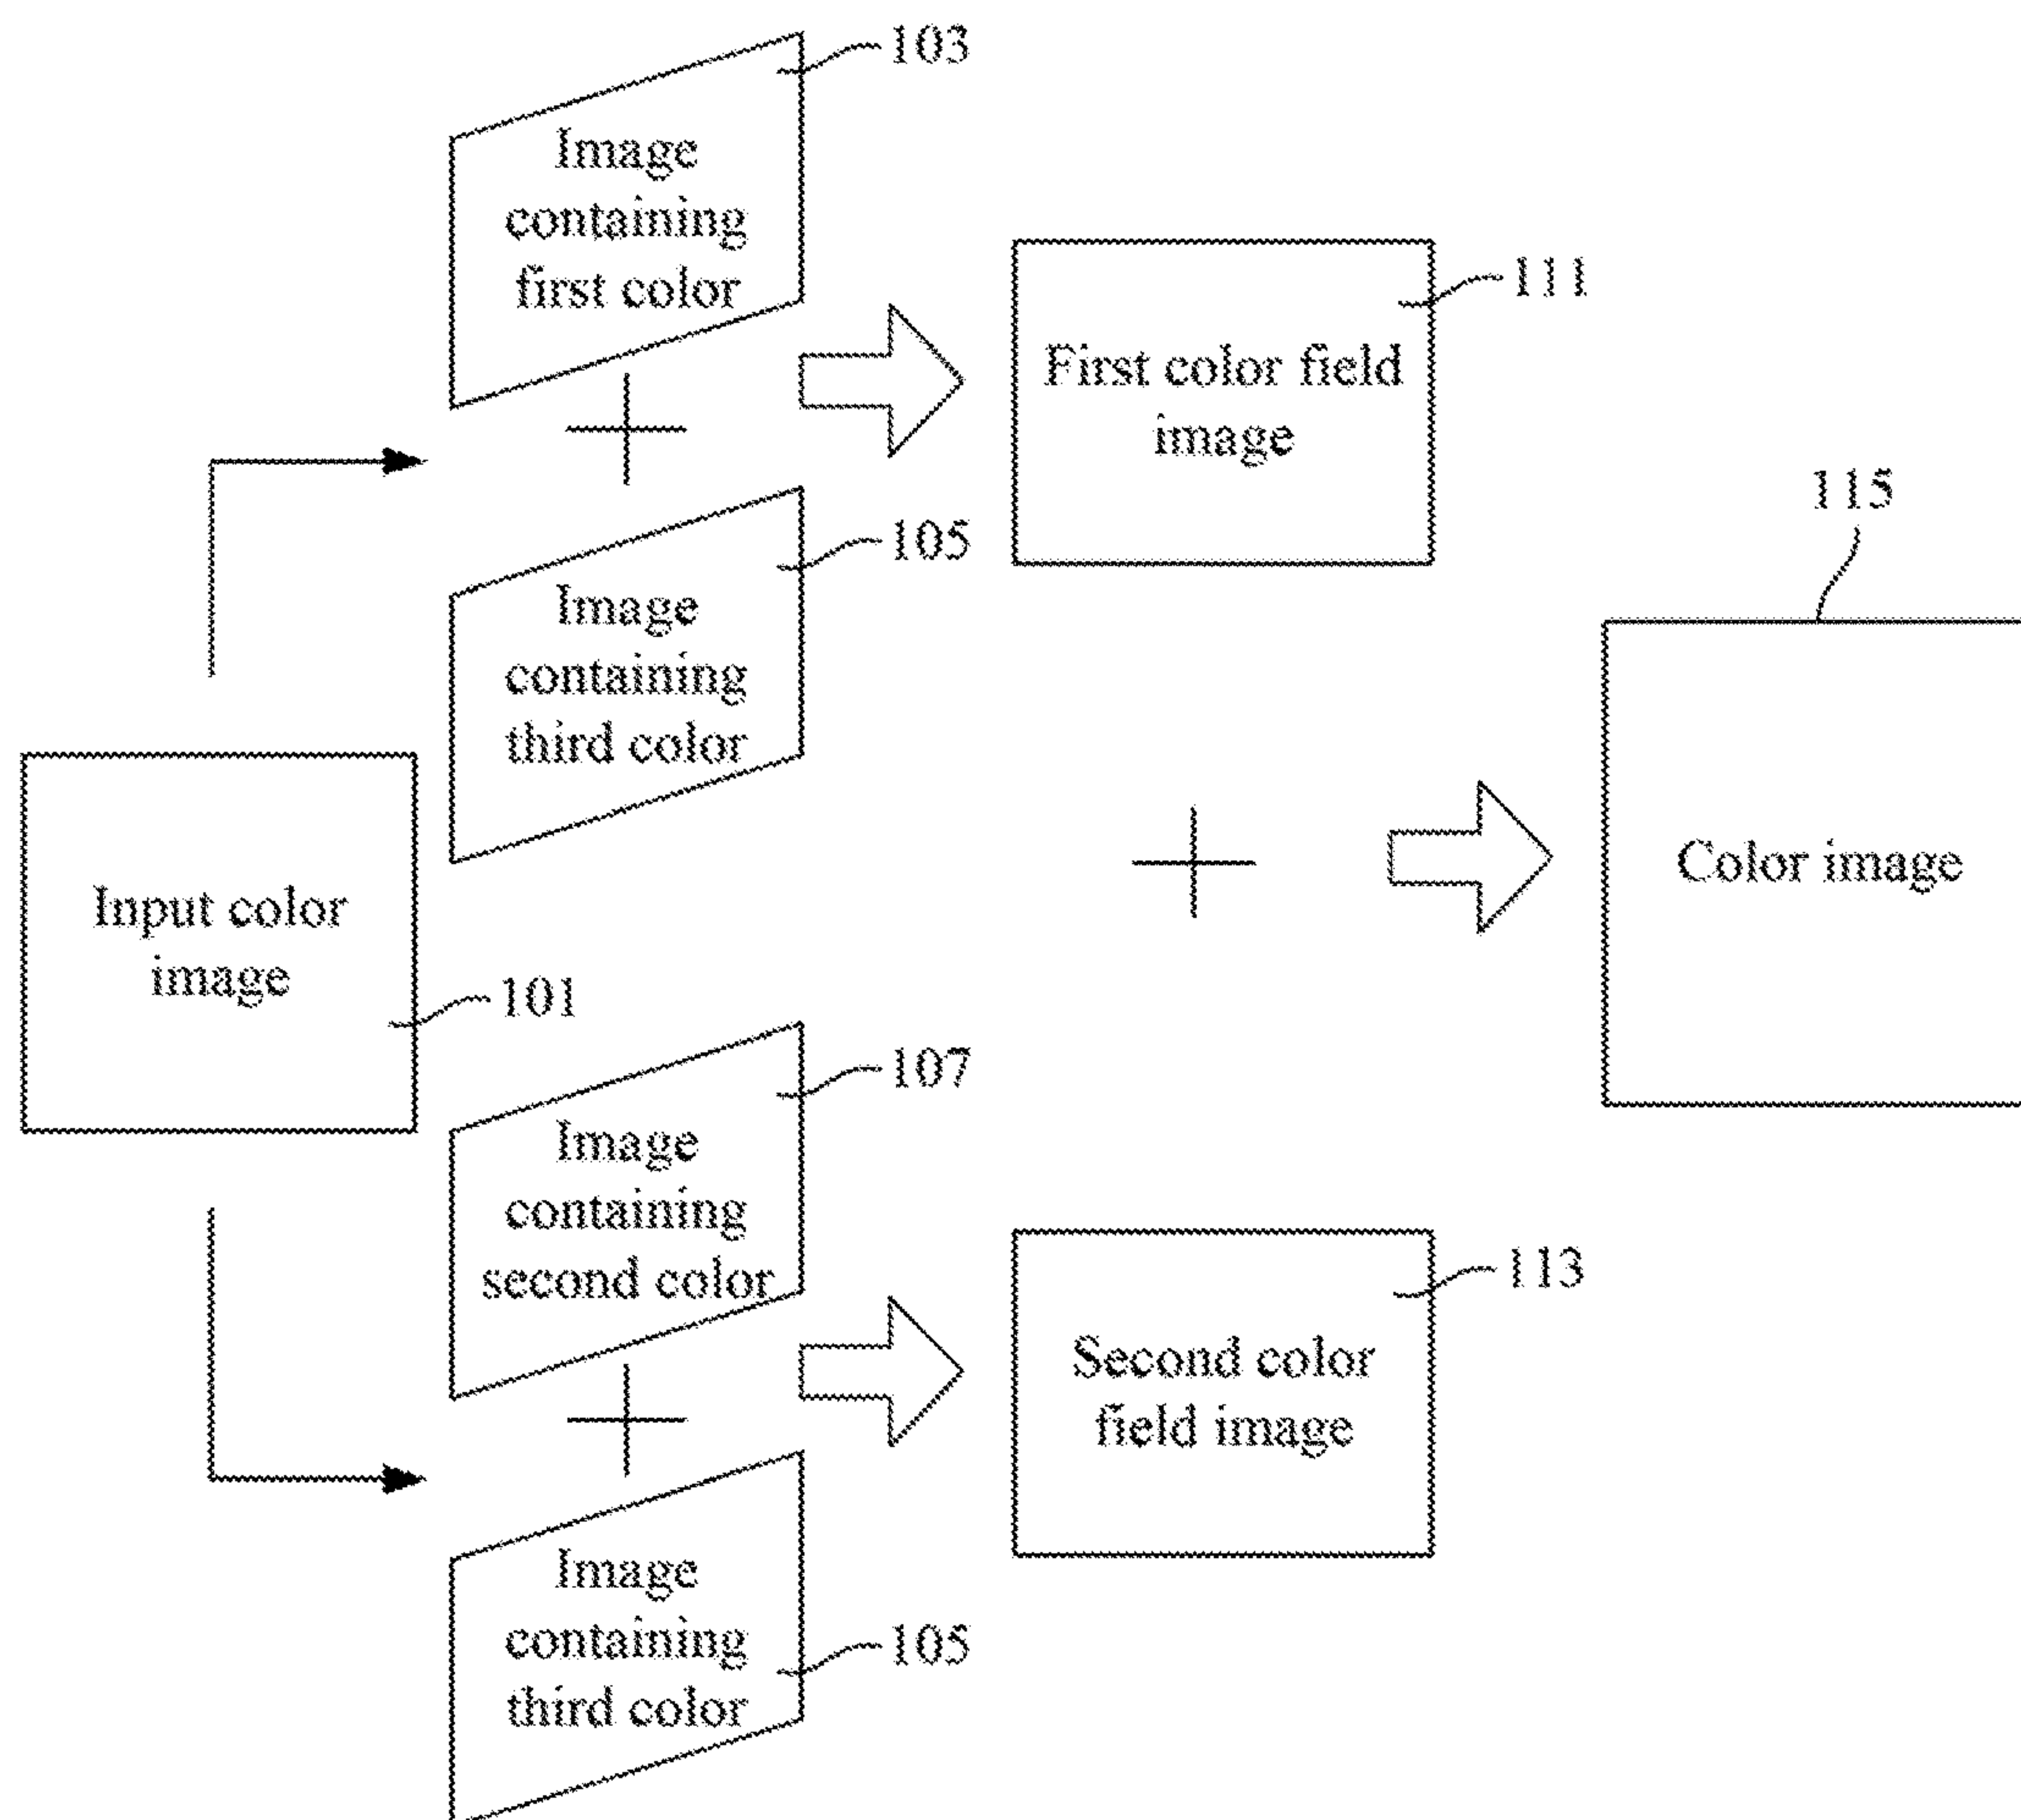 103
Image
containing
first color
111
First color field
image
105
Image
containing
third color
115
Color image
Input color
image
101
107
Image
containing
second color
113
Second color
field image
Image
containing
third color
105